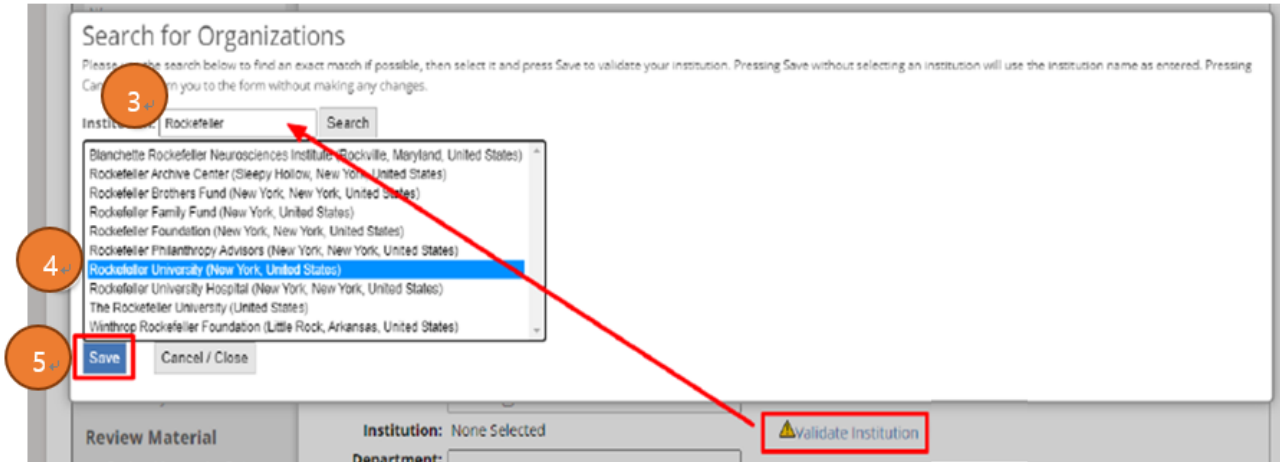 Search for Organizations
Please use the search below to find an exact match if possible, then select it and press Save to validate your institution. Pressing Save without selecting an institution will use the institution name as entered. Pressing
rn you to the form without making any changes.
3
Rockefeller Search
Blanchette Rockefeller Neurosciences Institute (Rockville, Maryland, United States)
Rockefeller Archive Center (Sleepy Hollow, New York, United States)
Rockefeller Brothers Fund (New York, New York, United States)
Rockefeller Family Fund (New York, United States)
Rockefeller Foundation (New York, New York, United States)
Rockefeller Philanthropy Advisors (New York, New York, United States)
4 Rockefeller University (New York, United States)
Rockefeller University Hospital (New York, New York, United States)
The Rockefeller University (United States)
Winthrop Rockefeller Foundation (Little Rock, Arkansas, United States)
5 Save Cancel / Close
Review Material Institution: None Selected Validate Institution
Department: